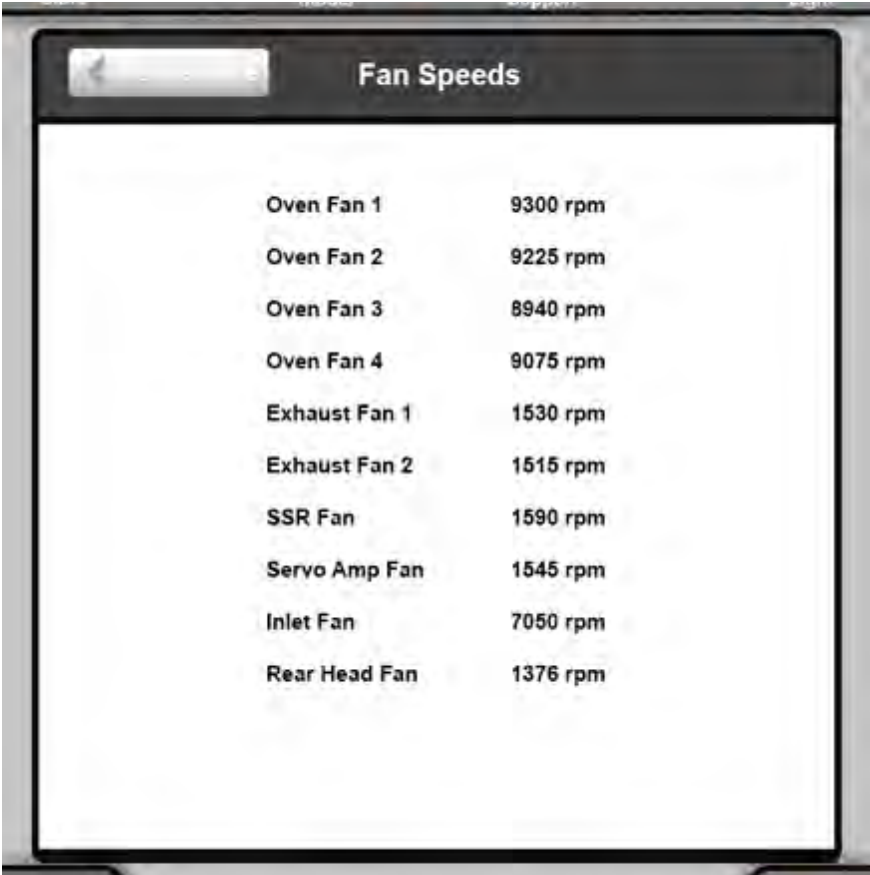 Fan Speeds
Oven Fan 1 9300 rpm
Oven Fan 2 9225 rpm
Oven Fan 3 8940 rpm
Oven Fan 4 9075 rpm
Exhaust Fan 1 1530 rpm
Exhaust Fan 2 1515 rpm
SSR Fan 1590 rpm
Servo Amp Fan 1545 rpm
Inlet Fan 7050 rpm
Rear Head Fan 1376 rpm